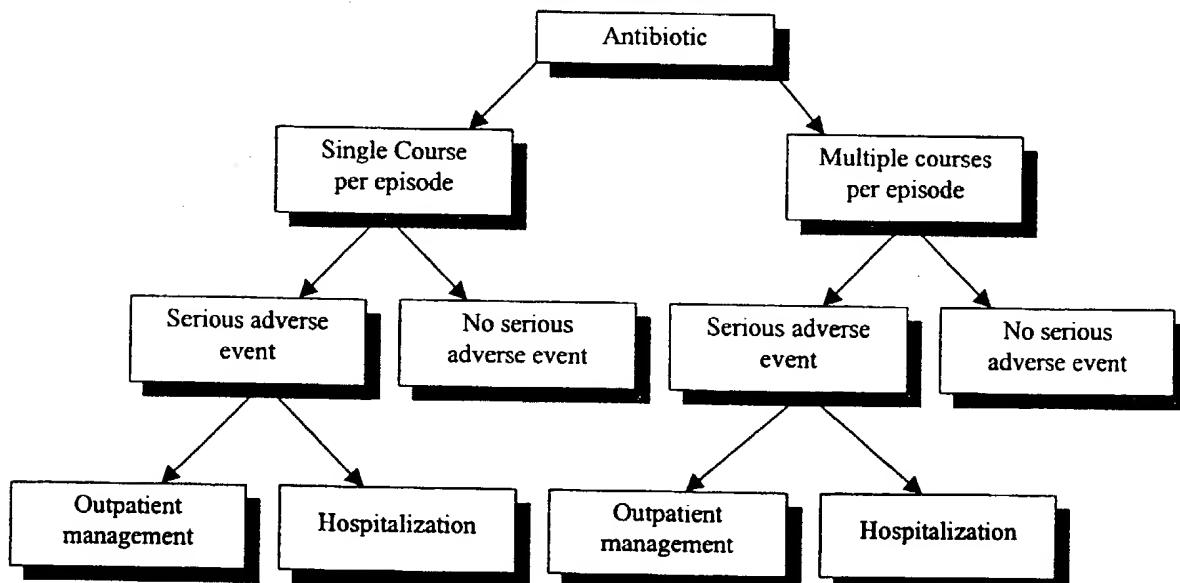 Antibiotic
Single Course
per episode
Multiple courses
per episode
Serious adverse
event
No serious
adverse event
Serious adverse
event
No serious
adverse event
Outpatient
management
Hospitalization
Outpatient
management
Hospitalization